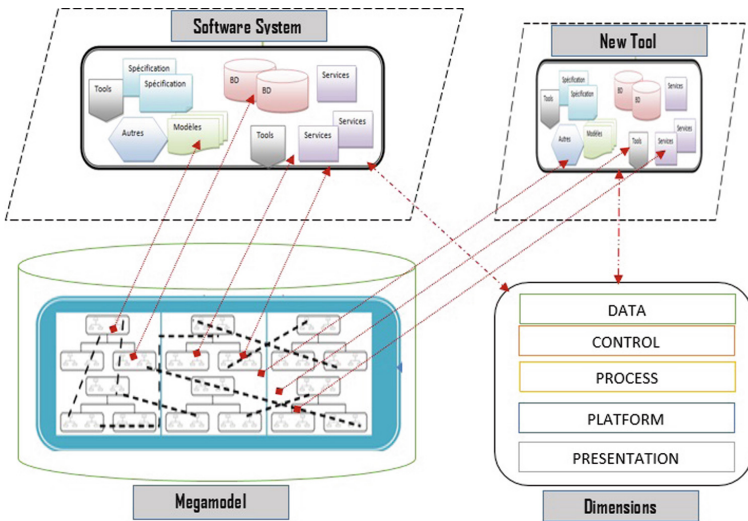 Software System
New Tool
Tools
Spécification
Spécification
BD
BD
Services
Autres
Modèles
Tools
Services
Services
Tools
Spécification
Spécification
BD
BD
Services
Autres
Modèles
Tools
Services
Services
DATA
CONTROL
PROCESS
PLATFORM
PRESENTATION
Megamodel
Dimensions